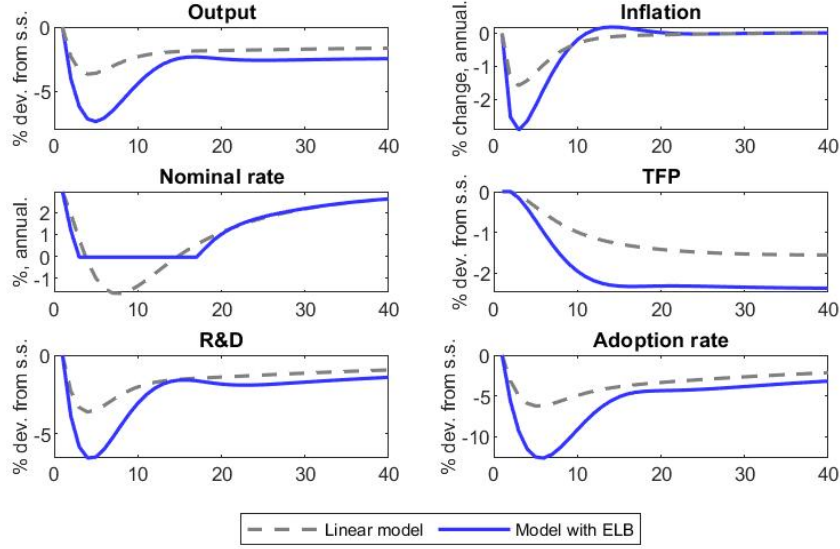 Output
% dev. from s.s.
0
-5
0 10 20 30 40
Inflation
% change, annual.
0
-1
-2
0 10 20 30 40
Nominal rate
%, annual.
2
1
0
-1
0 10 20 30 40
TFP
% dev. from s.s.
0
-1
-2
0 10 20 30 40
R&D
% dev. from s.s.
0
-5
0 10 20 30 40
Adoption rate
% dev. from s.s.
0
-5
-10
0 10 20 30 40
Linear model Model with ELB